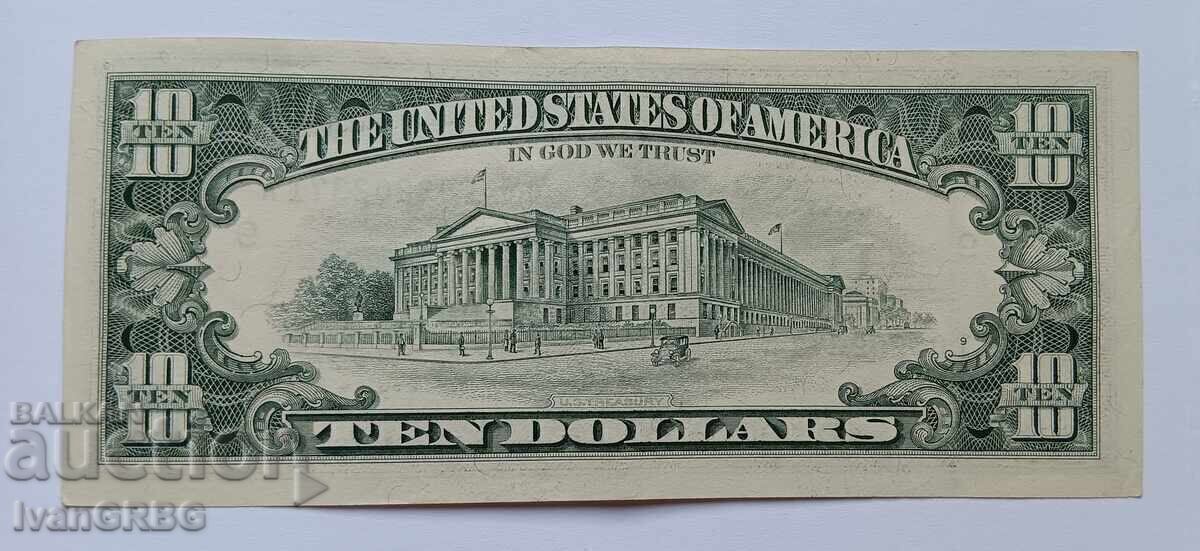 10 TEN
10 TEN
THE UNITED STATES OF AMERICA
IN GOD WE TRUST
9
U.S. TREASURY
10 TEN
10 TEN
TEN DOLLARS
BALKAN
auction
IvanGRBG